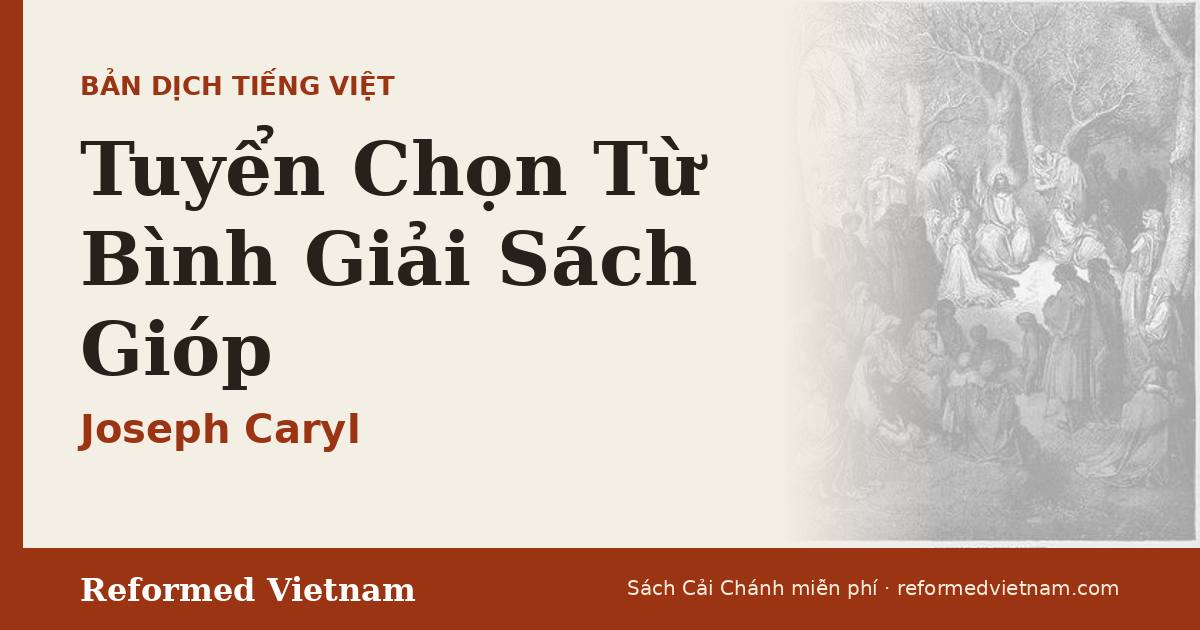 BẢN DỊCH TIẾNG VIỆT
Tuyển Chọn Từ
Bình Giải Sách
Gióp
Joseph Caryl
Reformed Vietnam
Sách Cải Chánh miễn phí · reformedvietnam.com